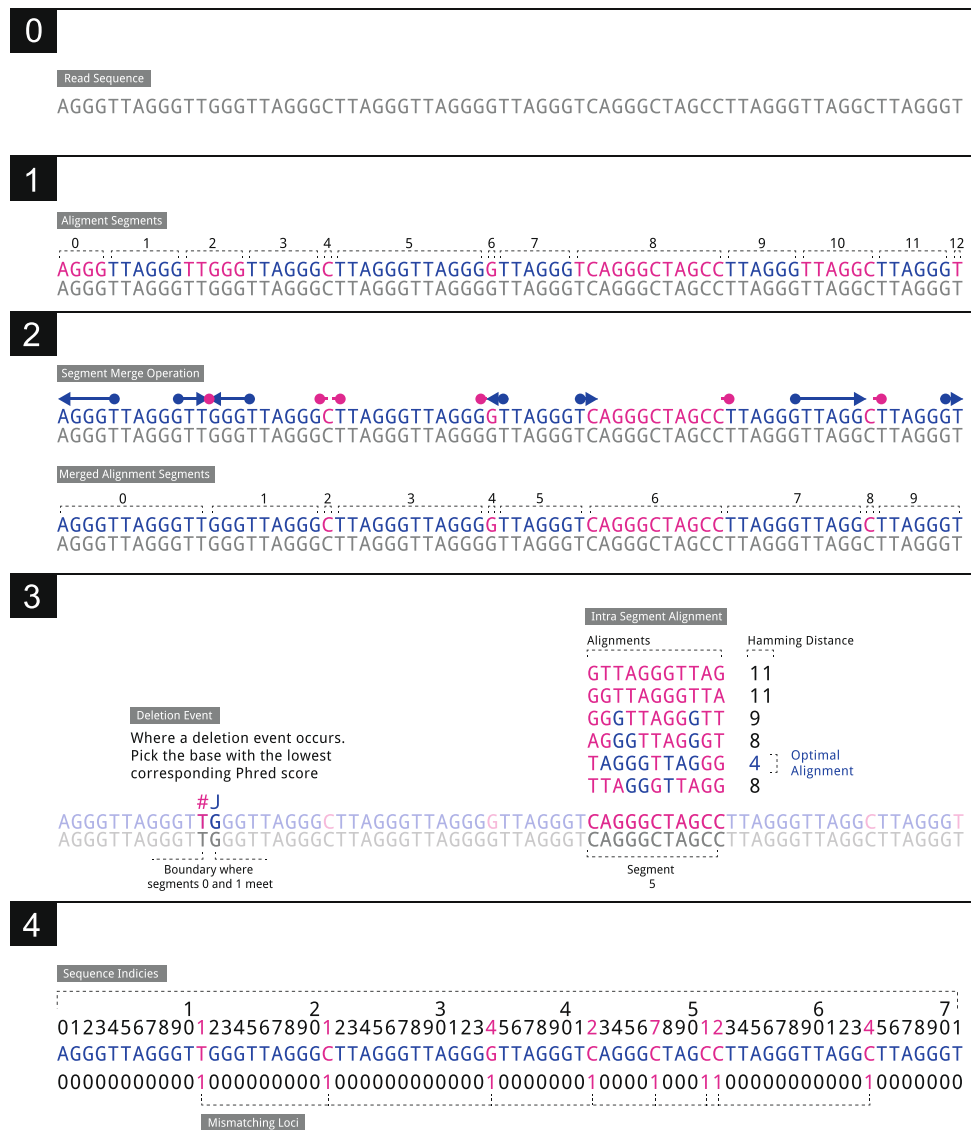 0
Read Sequence
AGGGTTAGGGTTGGGTTAGGGCTTAGGGTTAGGGGTTAGGGTCAGGGCTAGCCTTAGGGTTAGGCTTAGGGT
1
Aligment Segments
0 1 2 3 4 5 6 7 8 9 10 11 12
AGGGTTAGGGTTGGGTTAGGGCTTAGGGTTAGGGGTTAGGGTCAGGGCTAGCCTTAGGGTTAGGCTTAGGGT
AGGGTTAGGGTTGGGTTAGGGCTTAGGGTTAGGGGTTAGGGTCAGGGCTAGCCTTAGGGTTAGGCTTAGGGT
2
Segment Merge Operation
AGGGTTAGGGTTGGGTTAGGGCTTAGGGTTAGGGGTTAGGGTCAGGGCTAGCCTTAGGGTTAGGCTTAGGGT
AGGGTTAGGGTTGGGTTAGGGCTTAGGGTTAGGGGTTAGGGTCAGGGCTAGCCTTAGGGTTAGGCTTAGGGT
Merged Alignment Segments
0 1 2 3 4 5 6 7 8 9
AGGGTTAGGGTTGGGTTAGGGCTTAGGGTTAGGGGTTAGGGTCAGGGCTAGCCTTAGGGTTAGGCTTAGGGT
AGGGTTAGGGTTGGGTTAGGGCTTAGGGTTAGGGGTTAGGGTCAGGGCTAGCCTTAGGGTTAGGCTTAGGGT
3
Intra Segment Alignment
Alignments Hamming Distance
GTTAGGGTTAG 11
GGTTAGGGTTA 11
GGGTTAGGGTT 9
AGGGTTAGGGT 8
TAGGGTTAGGG 4
TTAGGGTTAGG 8
Optimal
Alignment
Deletion Event
Where a deletion event occurs.
Pick the base with the lowest
corresponding Phred score
#J
AGGGTTAGGGTTGGGTTAGGGCTTAGGGTTAGGGGTTAGGGTCAGGGCTAGCCTTAGGGTTAGGCTTAGGGT
AGGGTTAGGGTTGGGTTAGGGCTTAGGGTTAGGGGTTAGGGTCAGGGCTAGCCTTAGGGTTAGGCTTAGGGT
Boundary where
segments 0 and 1 meet
Segment
5
4
Sequence Indicies
1 2 3 4 5 6 7
012345678901234567890123456789012345678901234567890123456789012345678901
AGGGTTAGGGTTGGGTTAGGGCTTAGGGTTAGGGGTTAGGGTCAGGGCTAGCCTTAGGGTTAGGCTTAGGGT
000000000001000000000100000000000010000000100001000110000000000010000000
Mismatching Loci